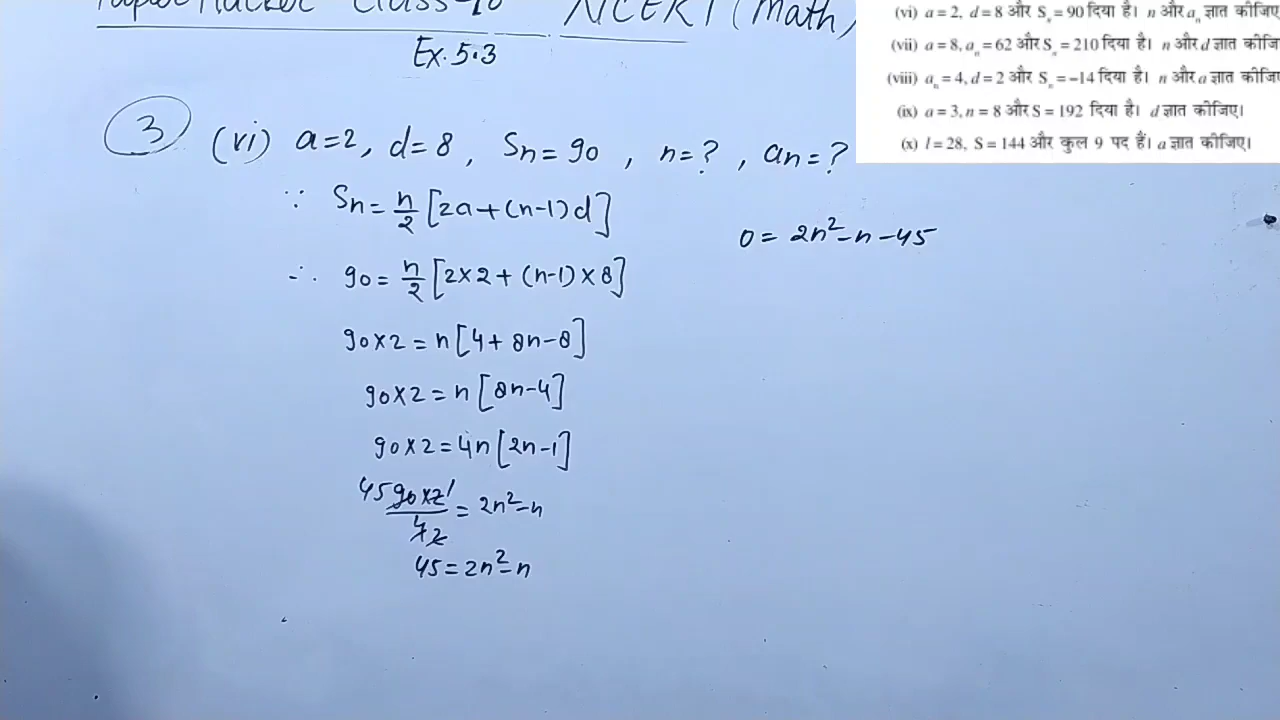 Class-10 NCERT (Math)
Ex. 5.3
(vi) a = 2, d = 8 और Sn = 90 दिया है। n और an ज्ञात कीजिए
(vii) a = 8, an = 62 और Sn = 210 दिया है। n और d ज्ञात कीजि
(viii) an = 4, d = 2 और Sn = –14 दिया है। n और a ज्ञात कीजि
(ix) a = 3, n = 8 और S = 192 दिया है। d ज्ञात कीजिए।
(x) l = 28, S = 144 और कुल 9 पद हैं। a ज्ञात कीजिए।
3 (vi) a=2, d=8, Sn=90, n=?, an=?
∵ Sn = n/2 [2a+(n-1)d]
∴ 90 = n/2 [2×2+(n-1)×8]
90×2 = n[4+8n-8]
90×2 = n[8n-4]
90×2 = 4n[2n-1]
45 90×2 1 / 4 2 = 2n²-n
45 = 2n²-n
0 = 2n²-n-45